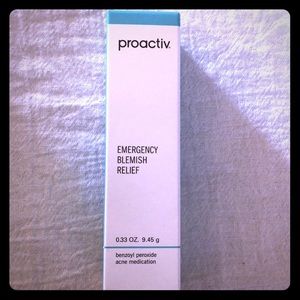 proactiv.
EMERGENCY
BLEMISH
RELIEF
0.33 OZ. 9.45 g
benzoyl peroxide
acne medication